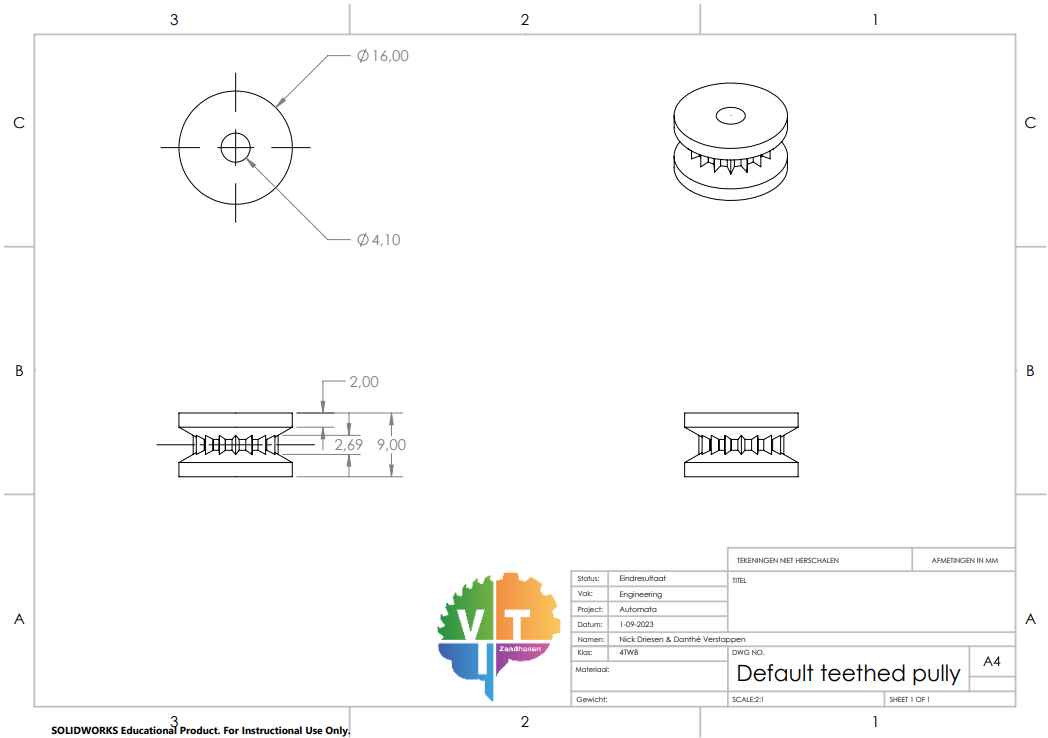 3 2 1
⌀16,00
C C
⌀4,10
B B
2,00
2,69 9,00
TEKENINGEN NIET HERSCHALEN AFMETINGEN IN MM
Status: Eindresultaat TITEL
Vak: Engineering
Project: Automata
A A
Datum: 1-09-2023
V T
Namen: Nick Driesen & Danthé Verstappen
Zandhoven
Klas: 4TWB DWG NO.
I
A4
Materiaal:
Default teethed pully
Gewicht: SCALE:2:1 SHEET 1 OF 1
3 2 1
SOLIDWORKS Educational Product. For Instructional Use Only.